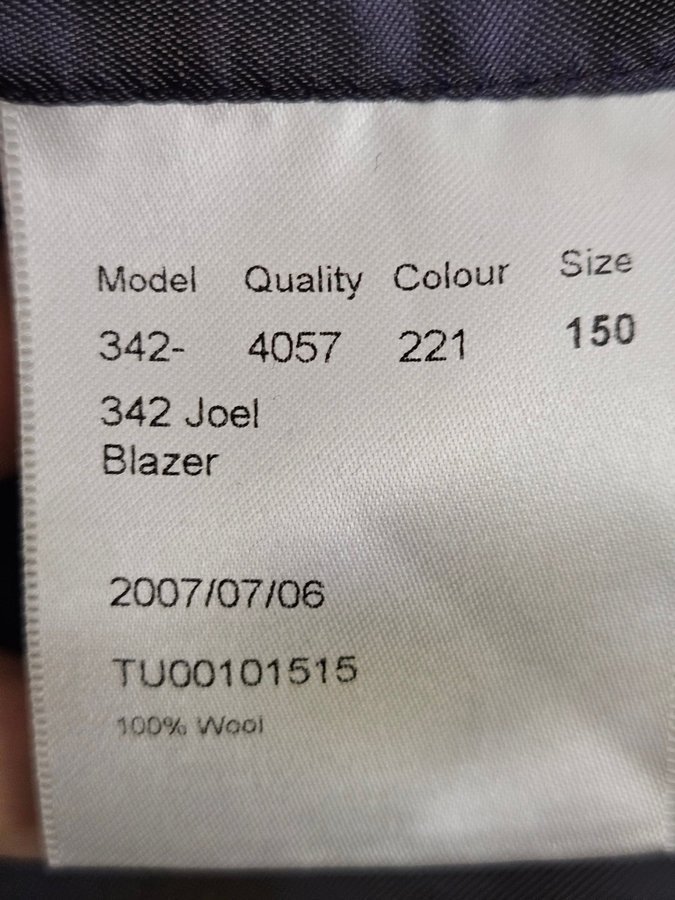 Model Quality Colour Size
342- 4057 221 150
342 Joel
Blazer
2007/07/06
TU00101515
100% Wool